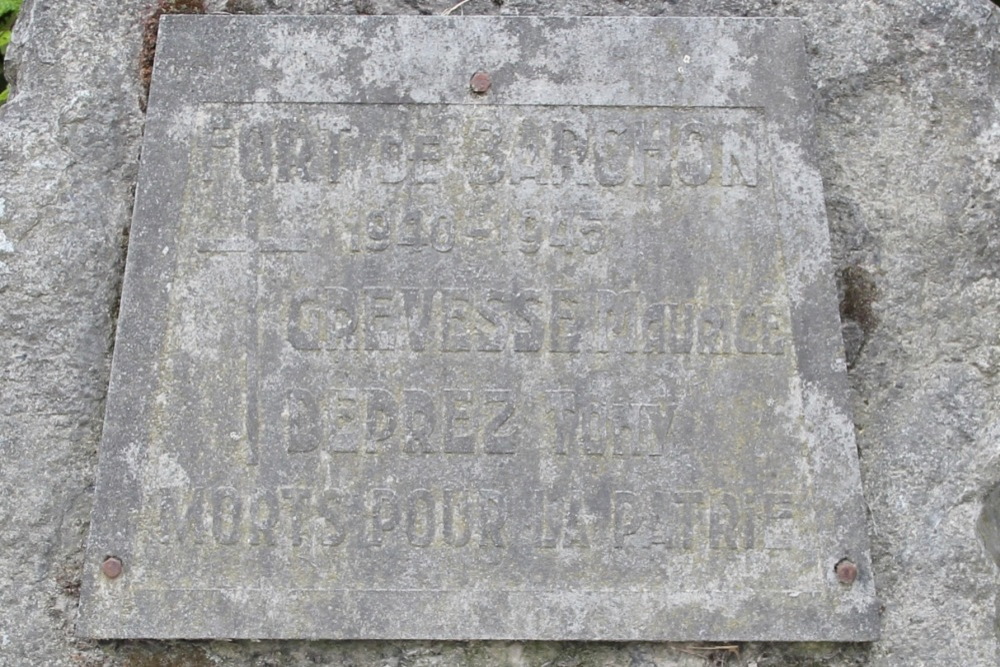 FORT DE BARCHON
1940-1945
GREVESSE MAURICE
DEPREZ TONY
MORTS POUR LA PATRIE